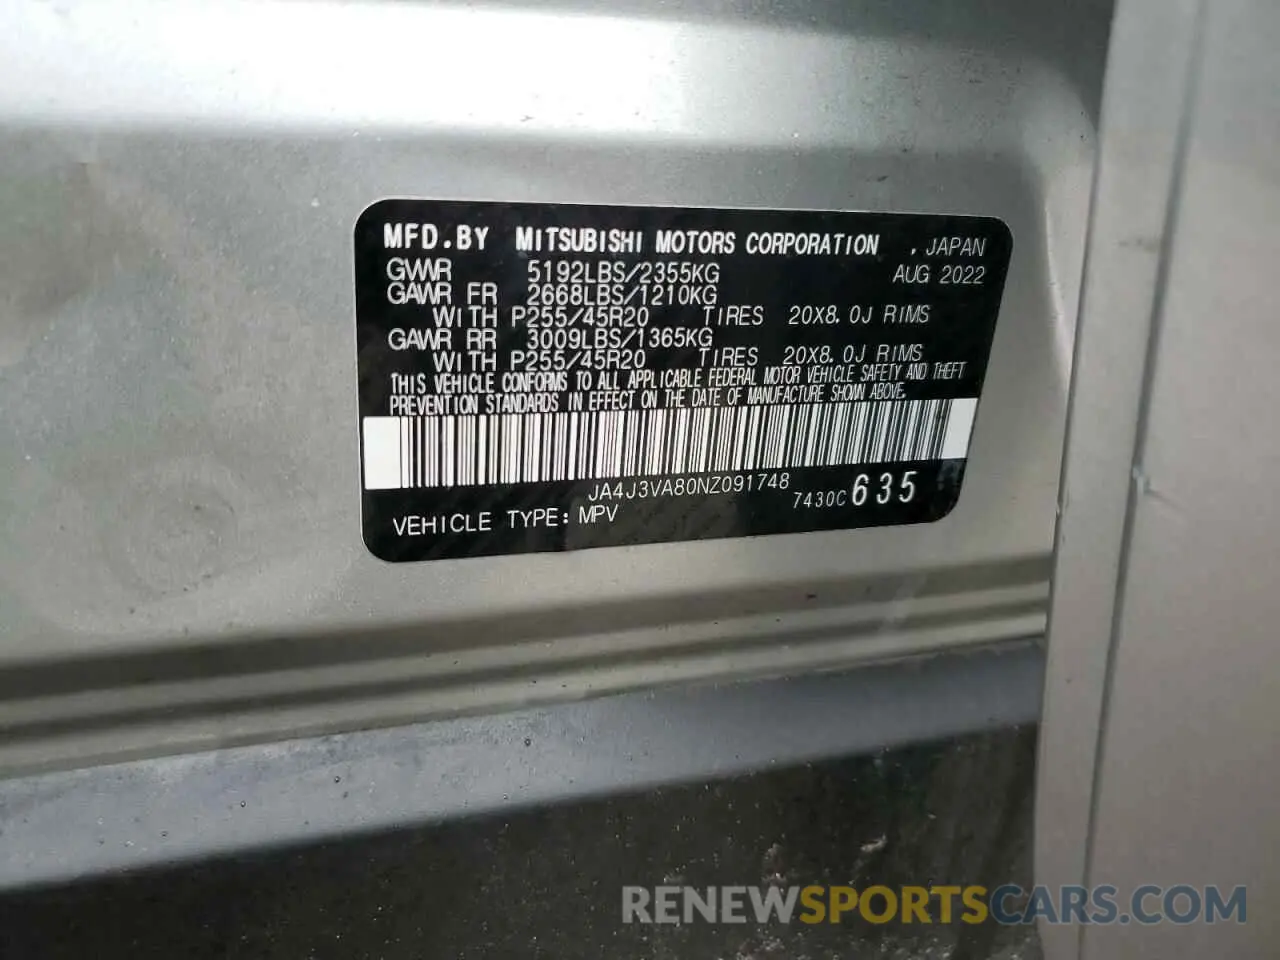 MFD.BY MITSUBISHI MOTORS CORPORATION , JAPAN
GVWR 5192LBS/2355KG AUG 2022
GAWR FR 2668LBS/1210KG
WITH P255/45R20 TIRES 20X8.0J RIMS
GAWR RR 3009LBS/1365KG
WITH P255/45R20 TIRES 20X8.0J RIMS
THIS VEHICLE CONFORMS TO ALL APPLICABLE FEDERAL MOTOR VEHICLE SAFETY AND THEFT
PREVENTION STANDARDS IN EFFECT ON THE DATE OF MANUFACTURE SHOWN ABOVE.
JA4J3VA80NZ091748 7430C 635
VEHICLE TYPE: MPV
RENEWSPORTSCARS.COM